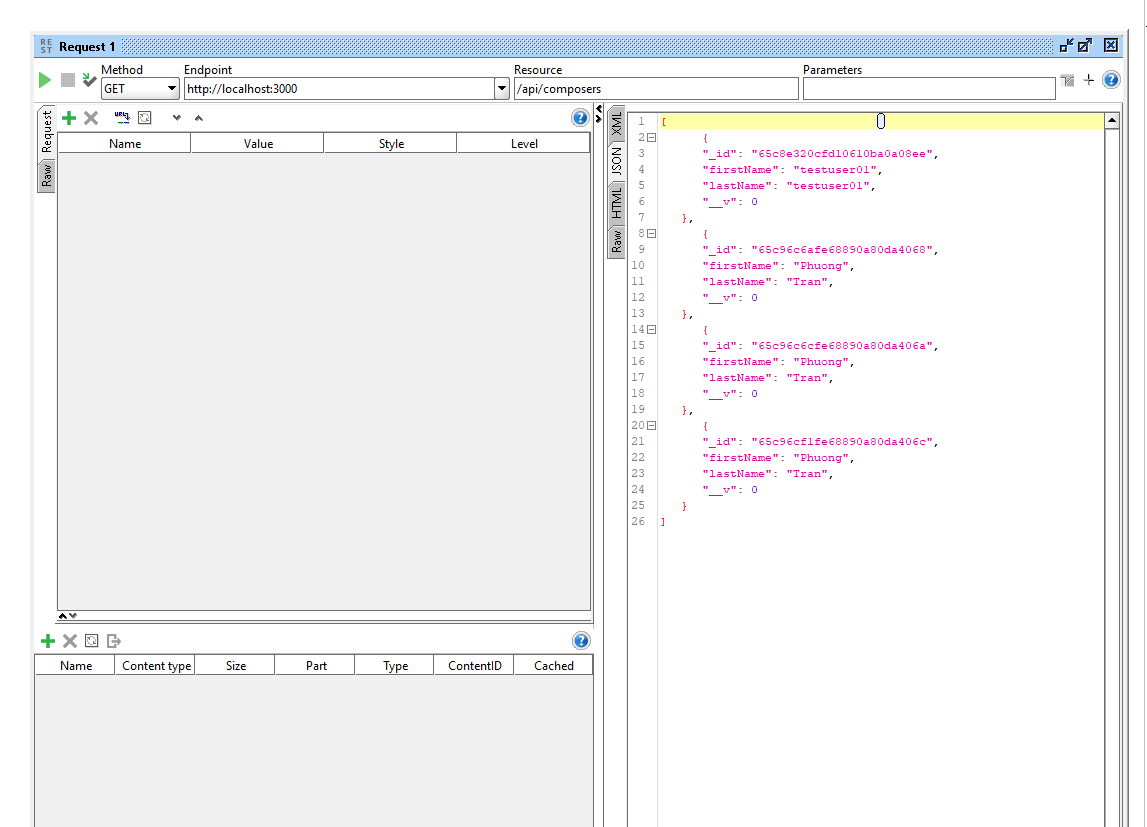 RE
ST
Request 1
Method
Endpoint
Resource
Parameters
GET
http://localhost:3000
/api/composers
Request
Raw
Name Value Style Level
Name Content type Size Part Type ContentID Cached
XML
JSON
HTML
Raw
1 [
2 {
3 "_id": "65c8e320cfd10610ba0a08ee",
4 "firstName": "testuser01",
5 "lastName": "testuser01",
6 "__v": 0
7 },
8 {
9 "_id": "65c96c6afe68890a80da4068",
10 "firstName": "Phuong",
11 "lastName": "Tran",
12 "__v": 0
13 },
14 {
15 "_id": "65c96c6cfe68890a80da406a",
16 "firstName": "Phuong",
17 "lastName": "Tran",
18 "__v": 0
19 },
20 {
21 "_id": "65c96cf1fe68890a80da406c",
22 "firstName": "Phuong",
23 "lastName": "Tran",
24 "__v": 0
25 }
26 ]